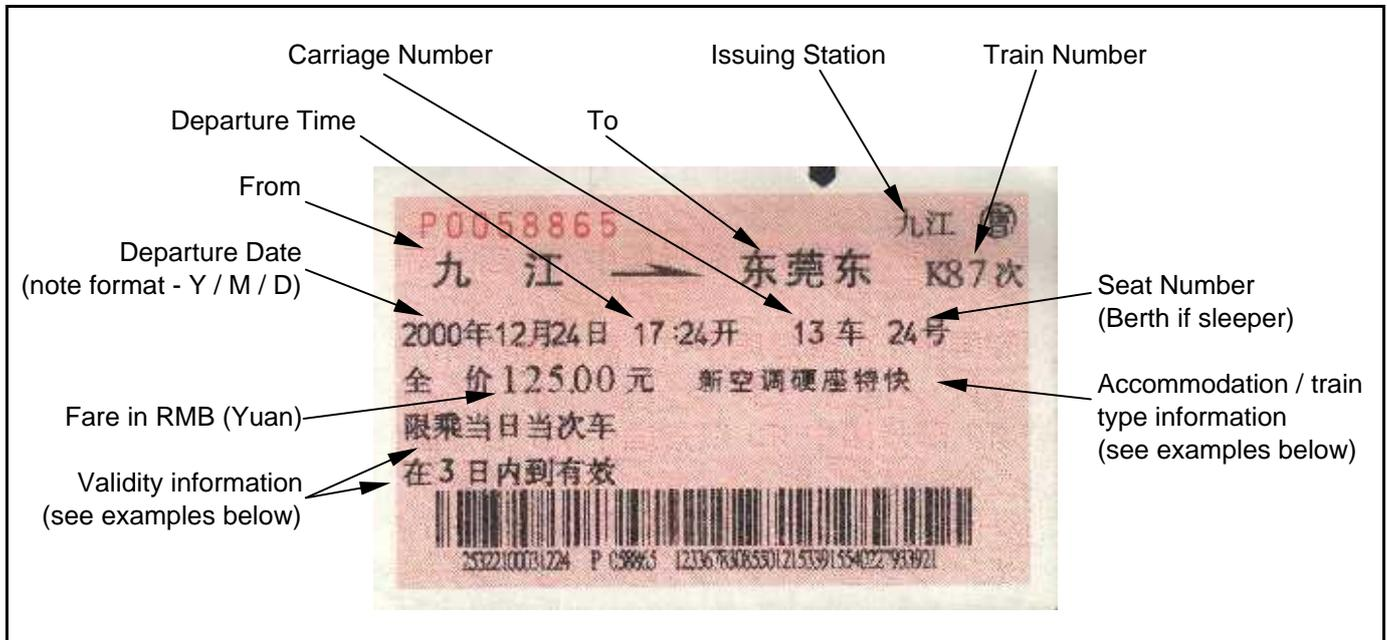 Carriage Number
Issuing Station
Train Number
Departure Time
To
From
Departure Date
(note format - Y / M / D)
Fare in RMB (Yuan)
Validity information
(see examples below)
Seat Number
(Berth if sleeper)
Accommodation / train
type information
(see examples below)
P0058865
九江
九 江 东莞东 K87次
2000年12月24日 17:24开 13车 24号
全 价125.00元 新空调硬座特快
限乘当日当次车
在3日内到有效